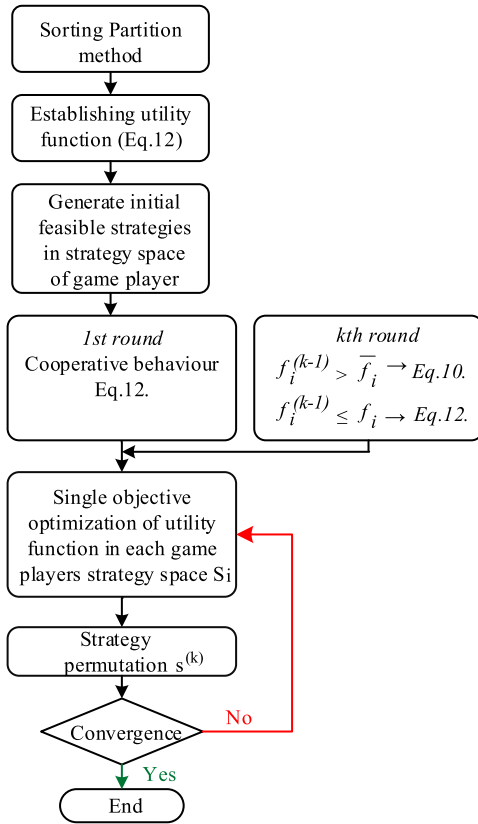 Sorting Partition
method
Establishing utility
function (Eq.12)
Generate initial
feasible strategies
in strategy space
of game player
1st round
Cooperative behaviour
Eq.12.
kth round
f_i^(k-1) > f̅_i → Eq.10.
f_i^(k-1) ≤ f_i → Eq.12.
Single objective
optimization of utility
function in each game
players strategy space Si
Strategy
permutation s^(k)
Convergence
No
Yes
End